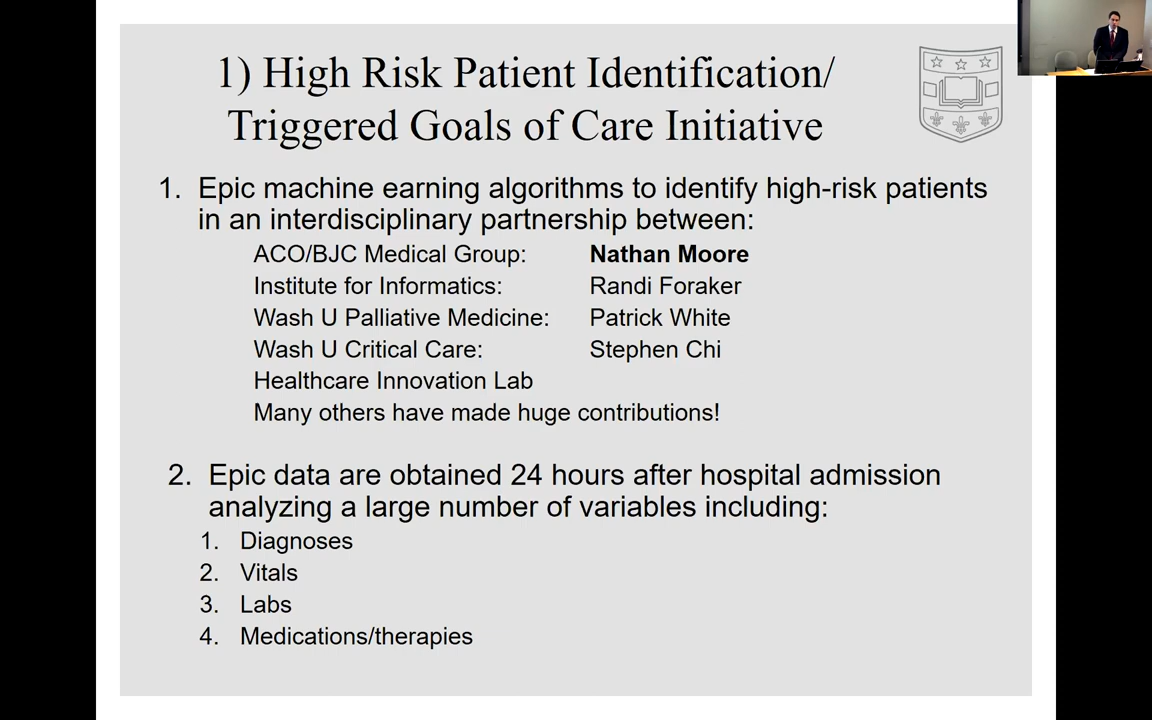 1) High Risk Patient Identification/
Triggered Goals of Care Initiative
1. Epic machine earning algorithms to identify high-risk patients
in an interdisciplinary partnership between:
ACO/BJC Medical Group: Nathan Moore
Institute for Informatics: Randi Foraker
Wash U Palliative Medicine: Patrick White
Wash U Critical Care: Stephen Chi
Healthcare Innovation Lab
Many others have made huge contributions!
2. Epic data are obtained 24 hours after hospital admission
analyzing a large number of variables including:
1. Diagnoses
2. Vitals
3. Labs
4. Medications/therapies